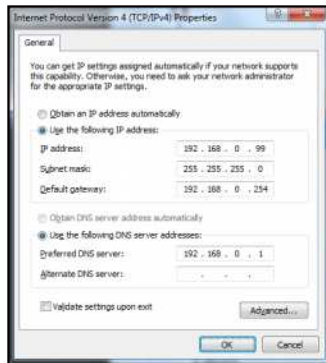 Internet Protocol Version 4 (TCP/IPv4) Properties
General
You can get IP settings assigned automatically if your network supports
this capability. Otherwise, you need to ask your network administrator
for the appropriate IP settings.
Obtain an IP address automatically
Use the following IP address:
IP address: 192 . 168 . 0 . 99
Subnet mask: 255 . 255 . 255 . 0
Default gateway: 192 . 168 . 0 . 254
Obtain DNS server address automatically
Use the following DNS server addresses:
Preferred DNS server: 192 . 168 . 0 . 1
Alternate DNS server: . . .
Validate settings upon exit
Advanced...
OK Cancel